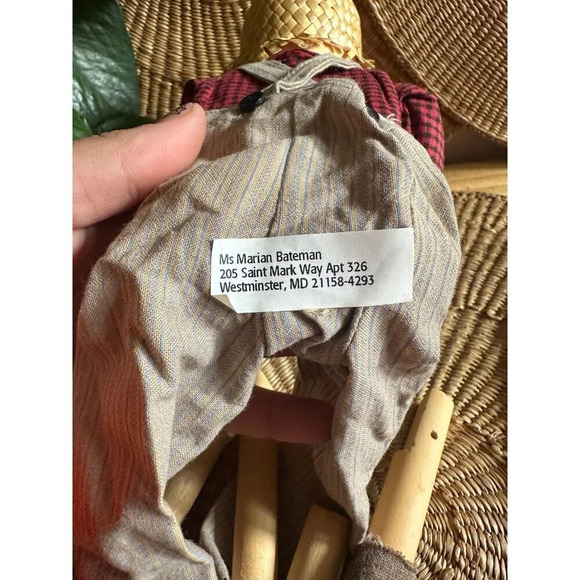 Ms Marian Bateman
205 Saint Mark Way Apt 326
Westminster, MD 21158-4293